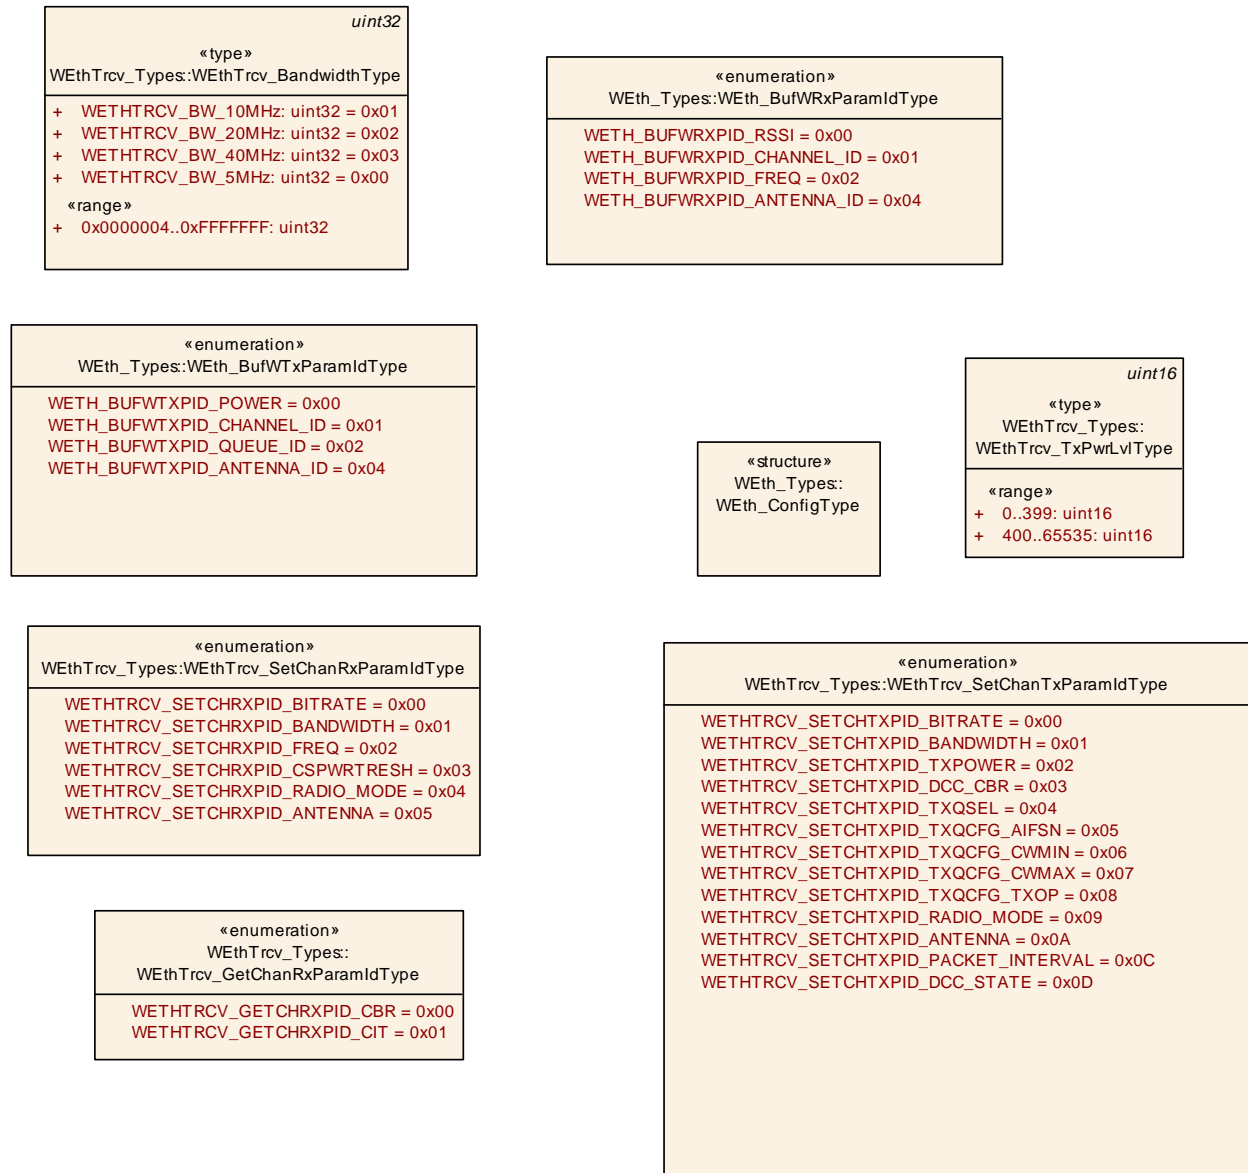 uint32
«type»
WEthTrcv_Types::WEthTrcv_BandwidthType
+ WETHTRCV_BW_10MHz: uint32 = 0x01
+ WETHTRCV_BW_20MHz: uint32 = 0x02
+ WETHTRCV_BW_40MHz: uint32 = 0x03
+ WETHTRCV_BW_5MHz: uint32 = 0x00
«range»
+ 0x0000004..0xFFFFFFF: uint32
«enumeration»
WEth_Types::WEth_BufWRxParamIdType
WETH_BUFWRXPID_RSSI = 0x00
WETH_BUFWRXPID_CHANNEL_ID = 0x01
WETH_BUFWRXPID_FREQ = 0x02
WETH_BUFWRXPID_ANTENNA_ID = 0x04
«enumeration»
WEth_Types::WEth_BufWTxParamIdType
WETH_BUFWTXPID_POWER = 0x00
WETH_BUFWTXPID_CHANNEL_ID = 0x01
WETH_BUFWTXPID_QUEUE_ID = 0x02
WETH_BUFWTXPID_ANTENNA_ID = 0x04
«structure»
WEth_Types::
WEth_ConfigType
uint16
«type»
WEthTrcv_Types::
WEthTrcv_TxPwrLvlType
«range»
+ 0..399: uint16
+ 400..65535: uint16
«enumeration»
WEthTrcv_Types::WEthTrcv_SetChanRxParamIdType
WETHTRCV_SETCHRXPID_BITRATE = 0x00
WETHTRCV_SETCHRXPID_BANDWIDTH = 0x01
WETHTRCV_SETCHRXPID_FREQ = 0x02
WETHTRCV_SETCHRXPID_CSPWRTRESH = 0x03
WETHTRCV_SETCHRXPID_RADIO_MODE = 0x04
WETHTRCV_SETCHRXPID_ANTENNA = 0x05
«enumeration»
WEthTrcv_Types::WEthTrcv_SetChanTxParamIdType
WETHTRCV_SETCHTXPID_BITRATE = 0x00
WETHTRCV_SETCHTXPID_BANDWIDTH = 0x01
WETHTRCV_SETCHTXPID_TXPOWER = 0x02
WETHTRCV_SETCHTXPID_DCC_CBR = 0x03
WETHTRCV_SETCHTXPID_TXQSEL = 0x04
WETHTRCV_SETCHTXPID_TXQCFG_AIFSN = 0x05
WETHTRCV_SETCHTXPID_TXQCFG_CWMIN = 0x06
WETHTRCV_SETCHTXPID_TXQCFG_CWMAX = 0x07
WETHTRCV_SETCHTXPID_TXQCFG_TXOP = 0x08
WETHTRCV_SETCHTXPID_RADIO_MODE = 0x09
WETHTRCV_SETCHTXPID_ANTENNA = 0x0A
WETHTRCV_SETCHTXPID_PACKET_INTERVAL = 0x0C
WETHTRCV_SETCHTXPID_DCC_STATE = 0x0D
«enumeration»
WEthTrcv_Types::
WEthTrcv_GetChanRxParamIdType
WETHTRCV_GETCHRXPID_CBR = 0x00
WETHTRCV_GETCHRXPID_CIT = 0x01